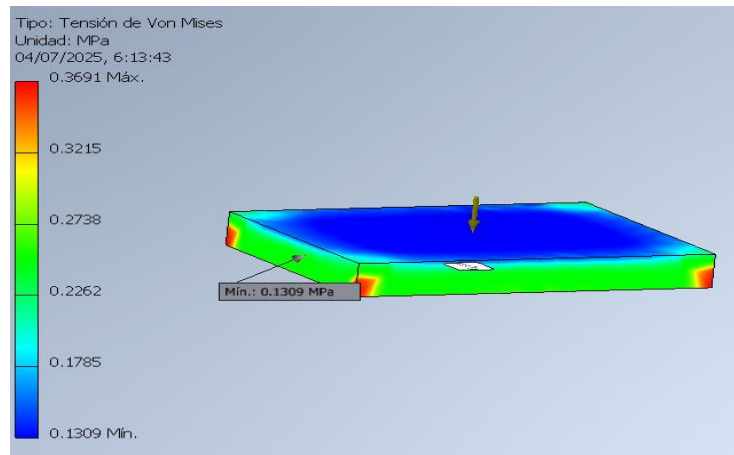 Tipo: Tensión de Von Mises
Unidad: MPa
04/07/2025, 6:13:43
0.3691 Máx.
0.3215
0.2738
0.2262
0.1785
0.1309 Mín.
Mín.: 0.1309 MPa